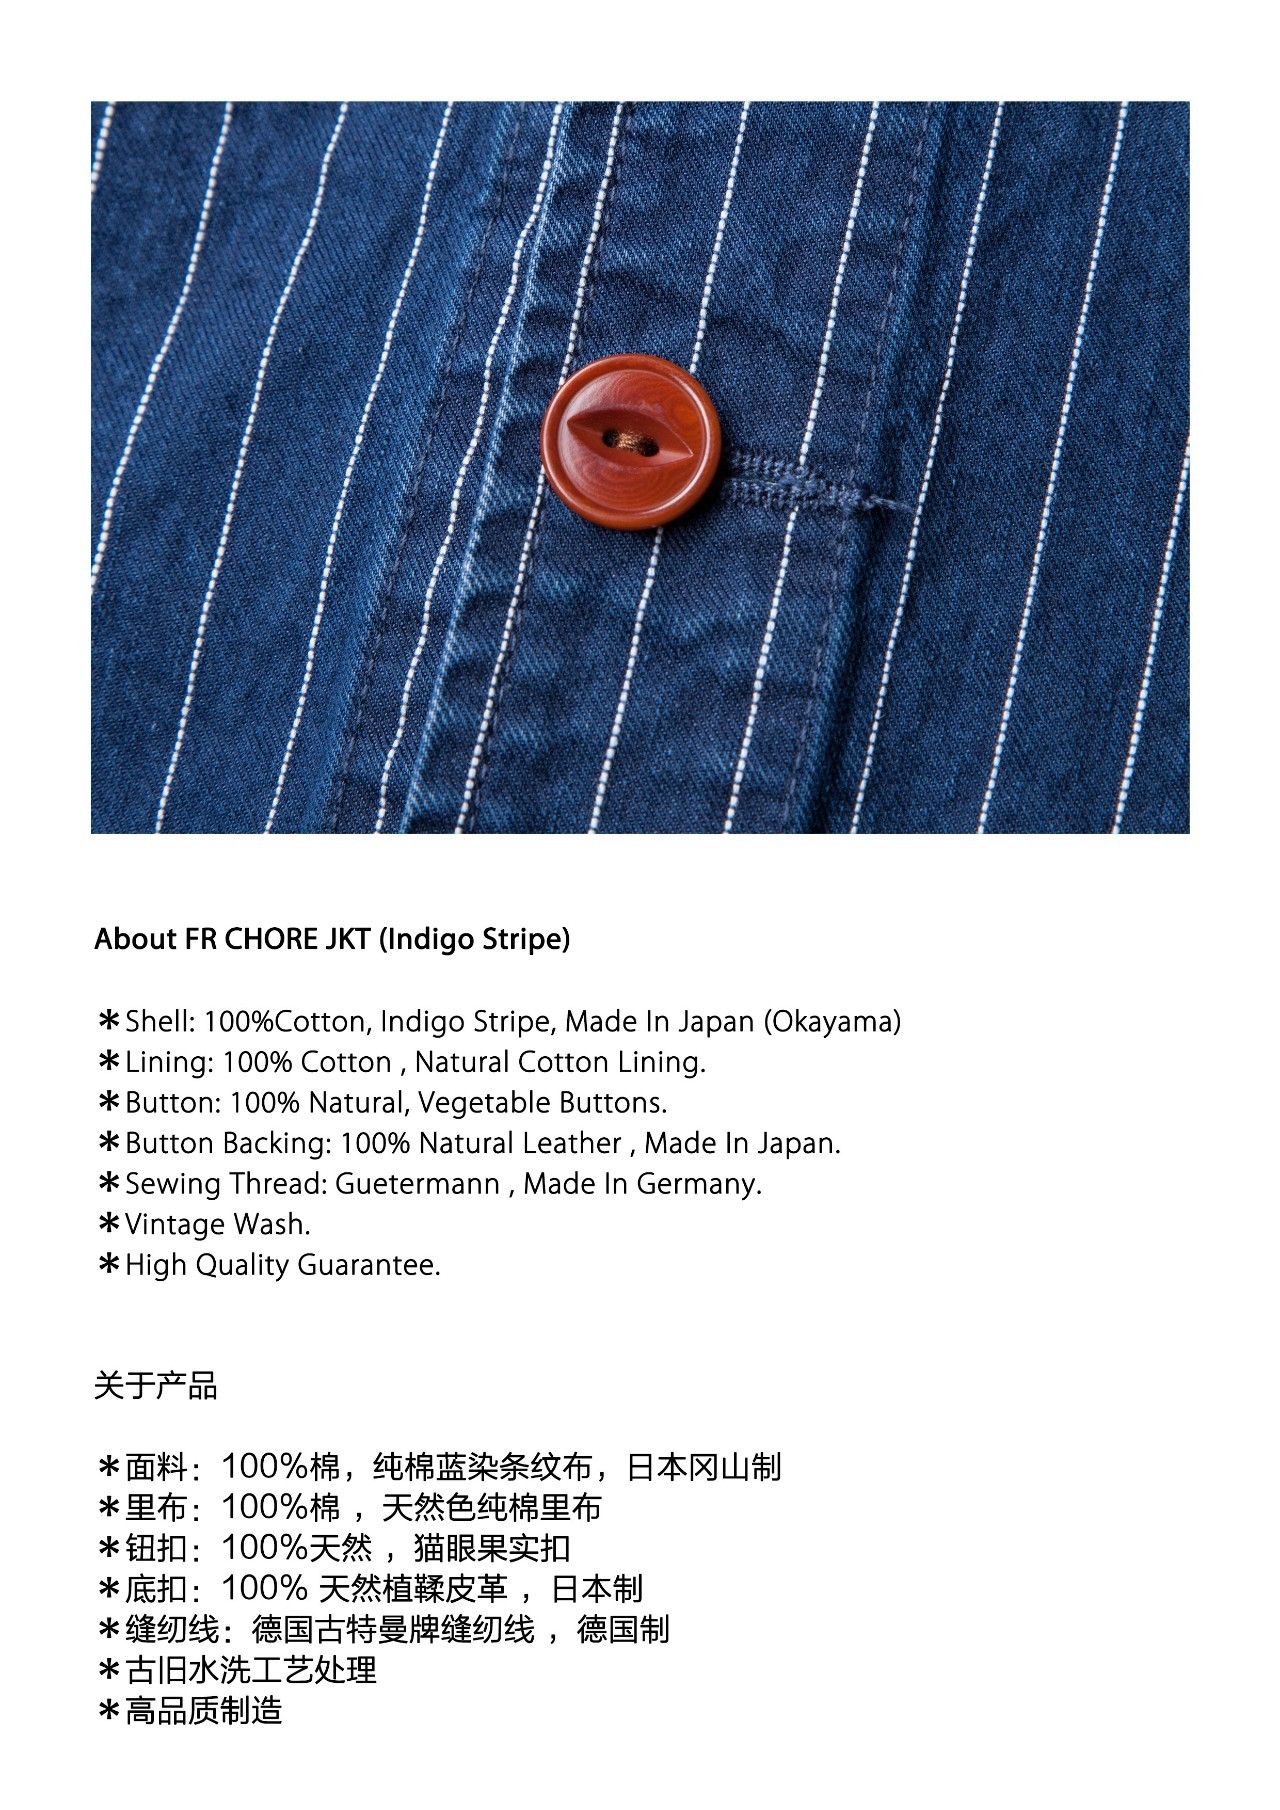 About FR CHORE JKT (Indigo Stripe)
*Shell: 100%Cotton, Indigo Stripe, Made In Japan (Okayama)
*Lining: 100% Cotton , Natural Cotton Lining.
*Button: 100% Natural, Vegetable Buttons.
*Button Backing: 100% Natural Leather , Made In Japan.
*Sewing Thread: Guetermann , Made In Germany.
*Vintage Wash.
*High Quality Guarantee.
关于产品
*面料：100%棉，纯棉蓝染条纹布，日本冈山制
*里布：100%棉 ，天然色纯棉里布
*钮扣：100%天然 ，猫眼果实扣
*底扣：100% 天然植鞣皮革 ，日本制
*缝纫线：德国古特曼牌缝纫线 ，德国制
*古旧水洗工艺处理
*高品质制造